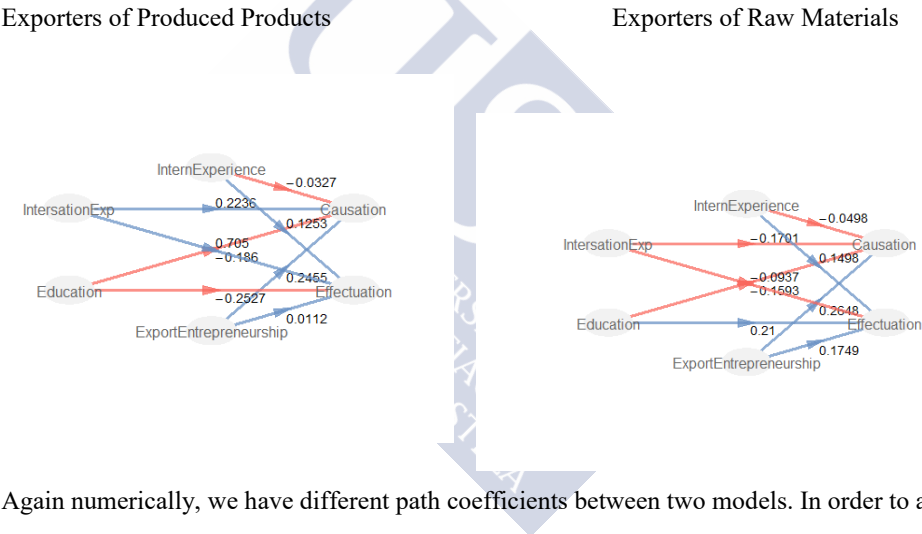 Exporters of Produced Products
Exporters of Raw Materials
InternExperience
−0.0327
IntersationExp
0.2236
Causation
0.1253
0.705
−0.186
0.2455
Education
−0.2527
Effectuation
0.0112
ExportEntrepreneurship
InternExperience
−0.0498
IntersationExp
−0.1701
Causation
0.1498
−0.0937
−0.1593
0.2648
Education
0.21
Effectuation
0.1749
ExportEntrepreneurship
Again numerically, we have different path coefficients between two models. In order to a